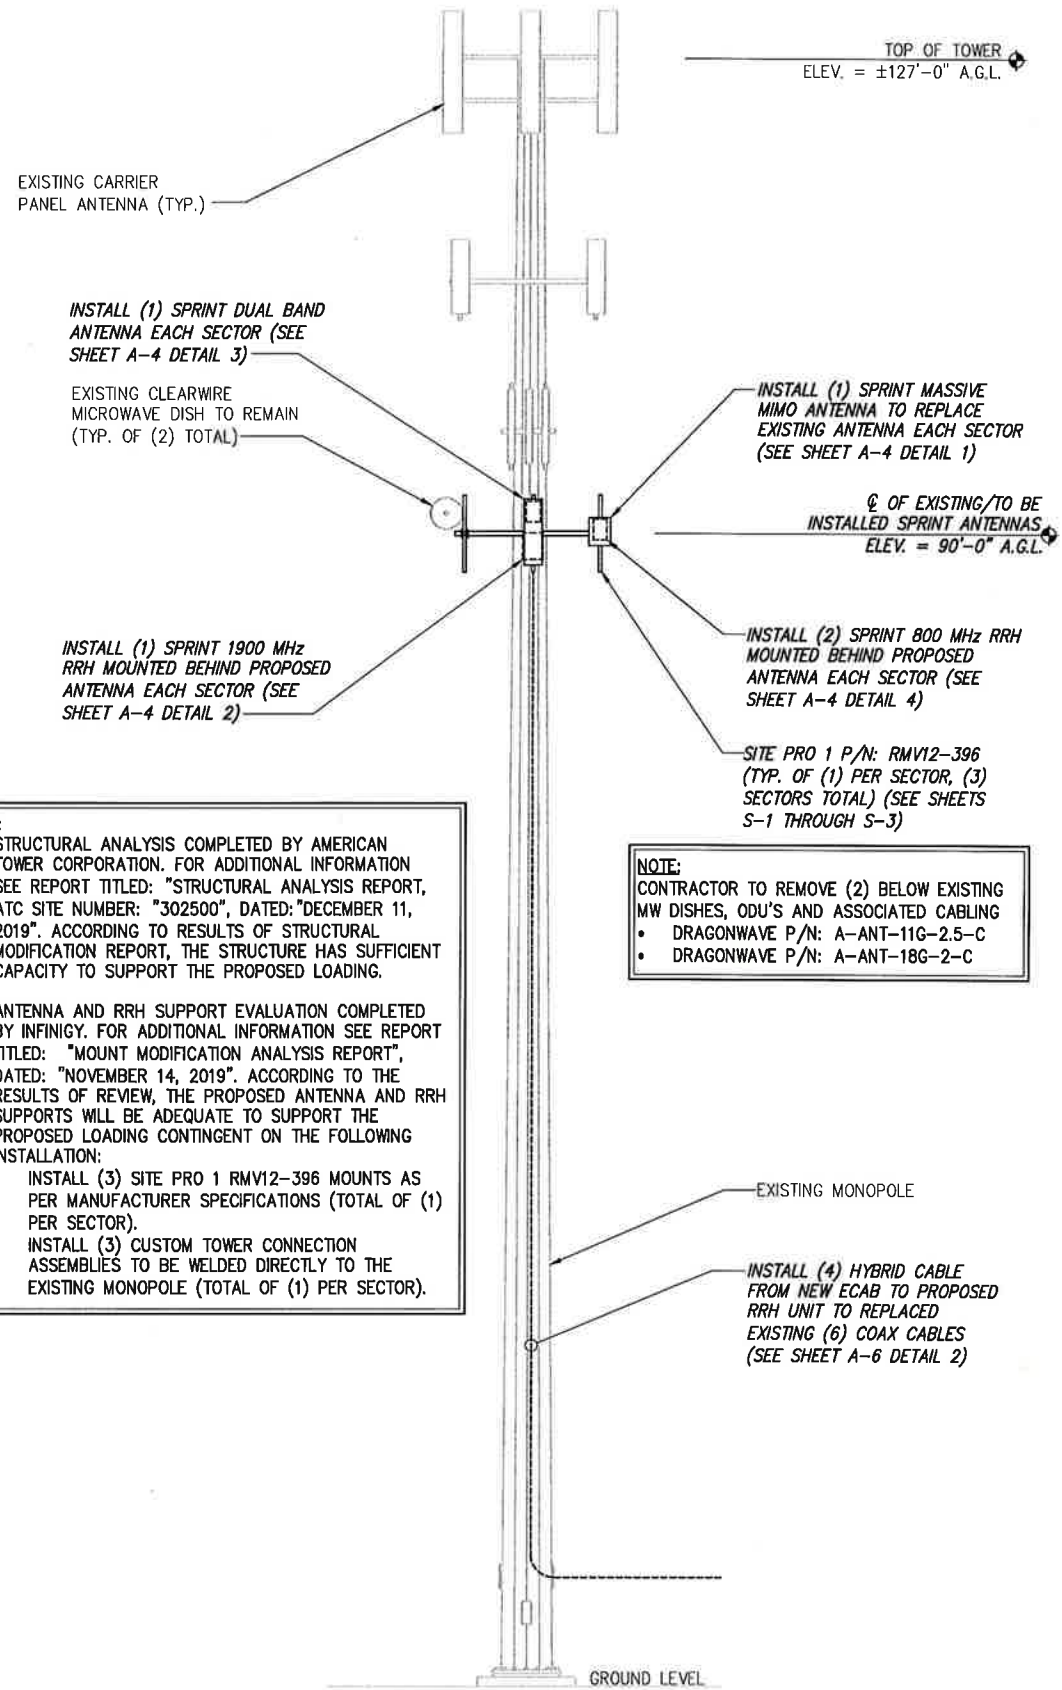 TOP OF TOWER
ELEV. = ±127'-0" A.G.L.
EXISTING CARRIER
PANEL ANTENNA (TYP.)
INSTALL (1) SPRINT DUAL BAND
ANTENNA EACH SECTOR (SEE
SHEET A-4 DETAIL 3)
EXISTING CLEARWIRE
MICROWAVE DISH TO REMAIN
(TYP. OF (2) TOTAL)
INSTALL (1) SPRINT MASSIVE
MIMO ANTENNA TO REPLACE
EXISTING ANTENNA EACH SECTOR
(SEE SHEET A-4 DETAIL 1)
℄ OF EXISTING/TO BE
INSTALLED SPRINT ANTENNAS
ELEV. = 90'-0" A.G.L.
INSTALL (1) SPRINT 1900 MHz
RRH MOUNTED BEHIND PROPOSED
ANTENNA EACH SECTOR (SEE
SHEET A-4 DETAIL 2)
INSTALL (2) SPRINT 800 MHz RRH
MOUNTED BEHIND PROPOSED
ANTENNA EACH SECTOR (SEE
SHEET A-4 DETAIL 4)
SITE PRO 1 P/N: RMV12-396
(TYP. OF (1) PER SECTOR, (3)
SECTORS TOTAL) (SEE SHEETS
S-1 THROUGH S-3)
:
STRUCTURAL ANALYSIS COMPLETED BY AMERICAN
TOWER CORPORATION. FOR ADDITIONAL INFORMATION
SEE REPORT TITLED: "STRUCTURAL ANALYSIS REPORT,
ATC SITE NUMBER: "302500", DATED:"DECEMBER 11,
2019". ACCORDING TO RESULTS OF STRUCTURAL
MODIFICATION REPORT, THE STRUCTURE HAS SUFFICIENT
CAPACITY TO SUPPORT THE PROPOSED LOADING.
ANTENNA AND RRH SUPPORT EVALUATION COMPLETED
BY INFINIGY. FOR ADDITIONAL INFORMATION SEE REPORT
TITLED: "MOUNT MODIFICATION ANALYSIS REPORT",
DATED: "NOVEMBER 14, 2019". ACCORDING TO THE
RESULTS OF REVIEW, THE PROPOSED ANTENNA AND RRH
SUPPORTS WILL BE ADEQUATE TO SUPPORT THE
PROPOSED LOADING CONTINGENT ON THE FOLLOWING
INSTALLATION:
INSTALL (3) SITE PRO 1 RMV12-396 MOUNTS AS
PER MANUFACTURER SPECIFICATIONS (TOTAL OF (1)
PER SECTOR).
INSTALL (3) CUSTOM TOWER CONNECTION
ASSEMBLIES TO BE WELDED DIRECTLY TO THE
EXISTING MONOPOLE (TOTAL OF (1) PER SECTOR).
NOTE:
CONTRACTOR TO REMOVE (2) BELOW EXISTING
MW DISHES, ODU'S AND ASSOCIATED CABLING
• DRAGONWAVE P/N: A-ANT-11G-2.5-C
• DRAGONWAVE P/N: A-ANT-18G-2-C
EXISTING MONOPOLE
INSTALL (4) HYBRID CABLE
FROM NEW ECAB TO PROPOSED
RRH UNIT TO REPLACED
EXISTING (6) COAX CABLES
(SEE SHEET A-6 DETAIL 2)
GROUND LEVEL